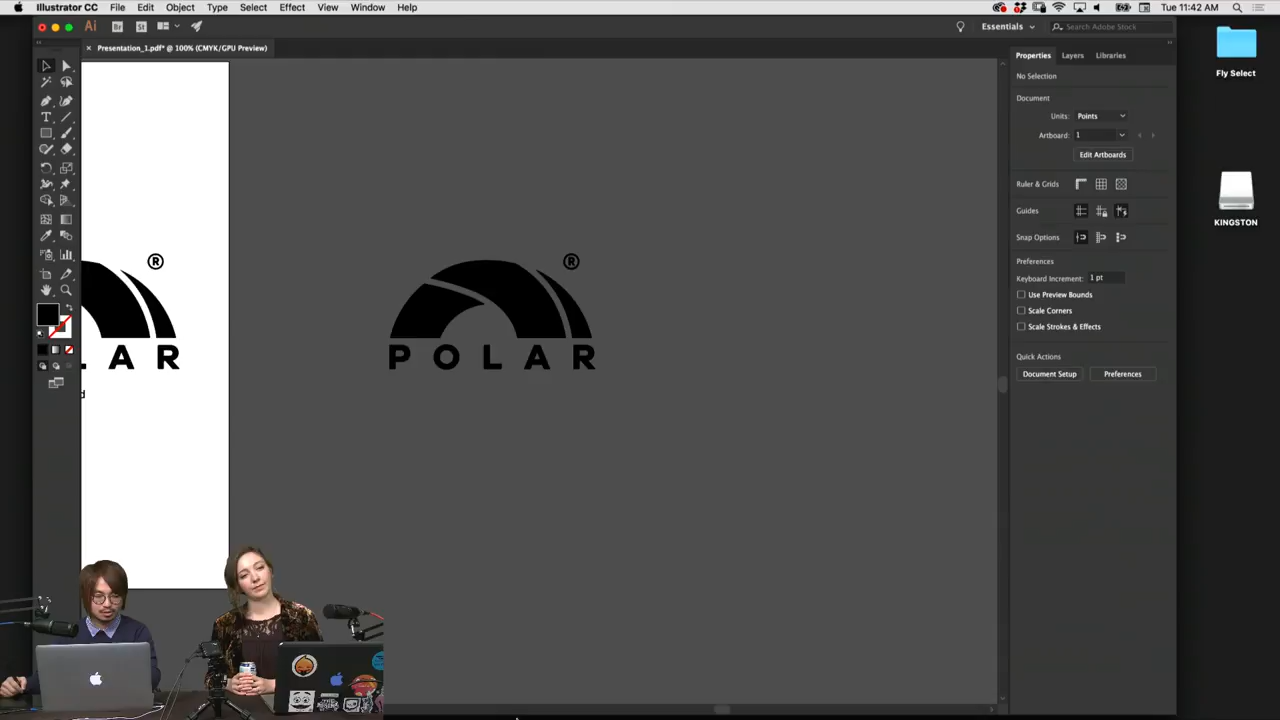 Illustrator CC File Edit Object Type Select Effect View Window Help Tue 11:42 AM
Ai Br St Essentials Search Adobe Stock
Presentation_1.pdf* @ 100% (CMYK/GPU Preview)
Properties Layers Libraries
No Selection
Document
Units: Points
Artboard: 1
Edit Artboards
Ruler & Grids
Guides
Snap Options
Preferences
Keyboard Increment: 1 pt
Use Preview Bounds
Scale Corners
Scale Strokes & Effects
Quick Actions
Document Setup Preferences
Fly Select
KINGSTON
®
LAR
d
®
POLAR